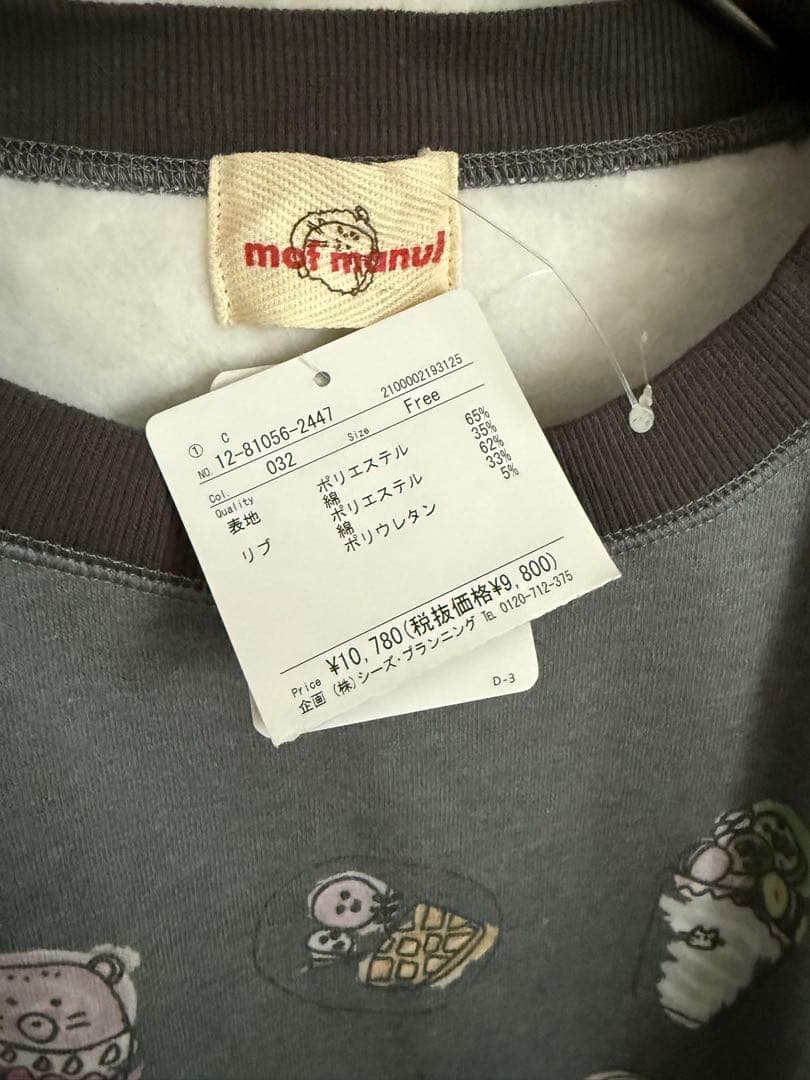 mof manul
① C
NO. 12-81056-2447 2100002193125
Col. 032 Size Free
Quality
表地 ポリエステル 65%
綿 35%
リブ ポリエステル 62%
綿 33%
ポリウレタン 5%
Price ¥10,780(税抜価格¥9,800)
企画 (株)シーズ・プランニング ℡ 0120-712-375
D-3